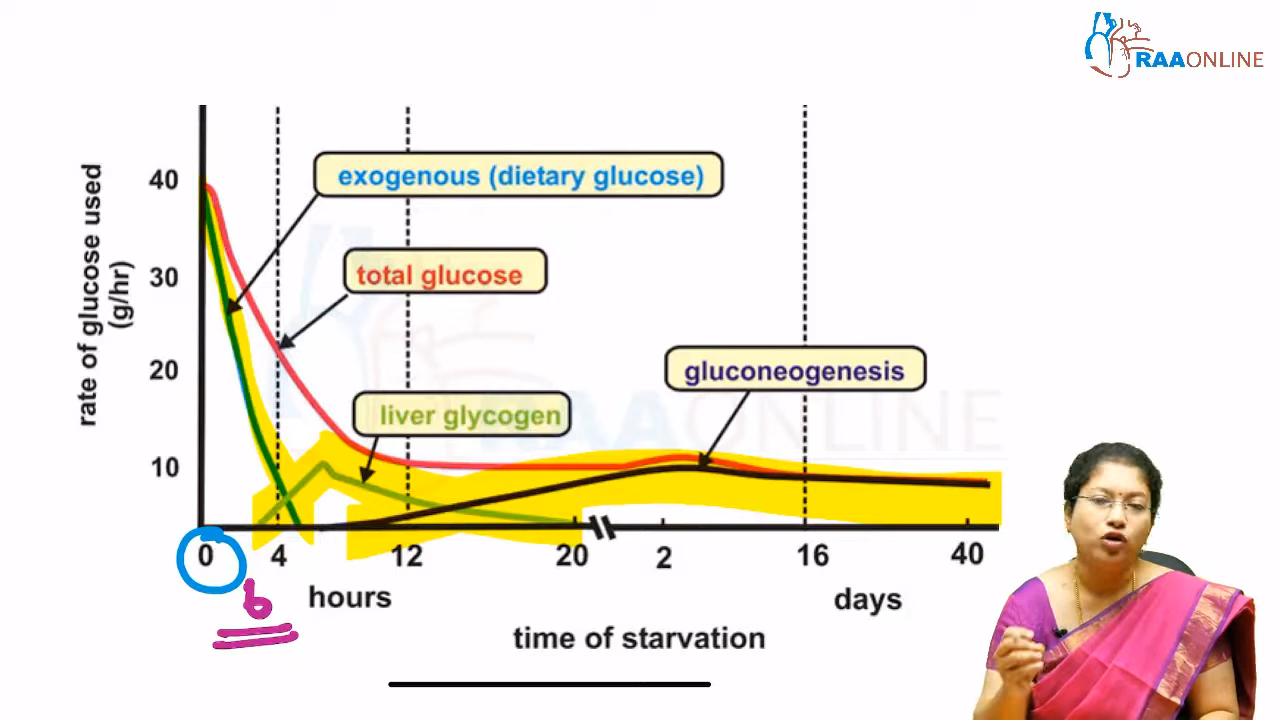 RAAONLINE
rate of glucose used
(g/hr)
40
30
20
10
exogenous (dietary glucose)
total glucose
liver glycogen
gluconeogenesis
RAAONLINE
0 4 12 20 2 16 40
6
hours days
time of starvation